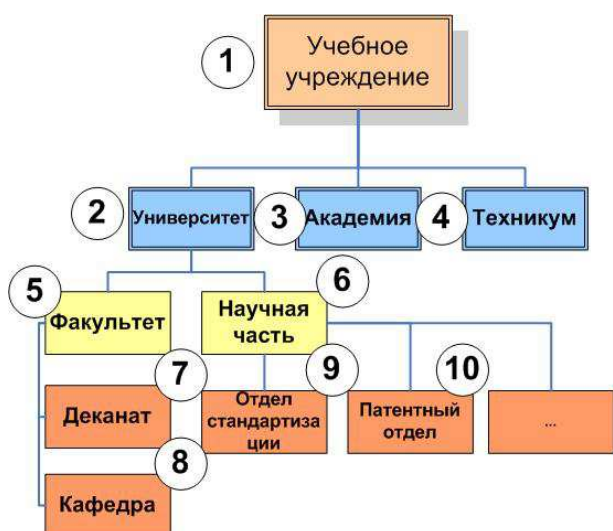 1
Учебное
учреждение
2
Университет
3
Академия
4
Техникум
5
Факультет
6
Научная
часть
7
Деканат
9
Отдел
стандартиза
ции
10
Патентный
отдел
...
8
Кафедра